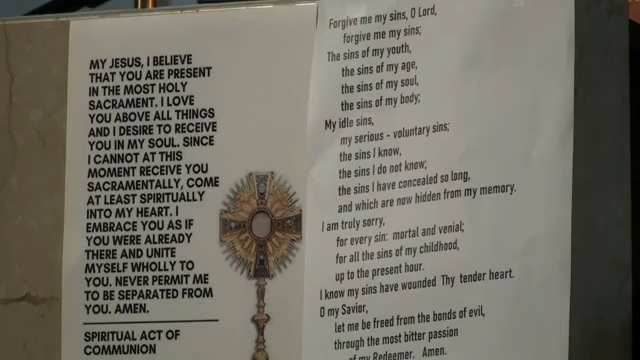 MY JESUS, I BELIEVE
THAT YOU ARE PRESENT
IN THE MOST HOLY
SACRAMENT. I LOVE
YOU ABOVE ALL THINGS
AND I DESIRE TO RECEIVE
YOU IN MY SOUL. SINCE
I CANNOT AT THIS
MOMENT RECEIVE YOU
SACRAMENTALLY, COME
AT LEAST SPIRITUALLY
INTO MY HEART. I
EMBRACE YOU AS IF
YOU WERE ALREADY
THERE AND UNITE
MYSELF WHOLLY TO
YOU. NEVER PERMIT ME
TO BE SEPARATED FROM
YOU. AMEN.
SPIRITUAL ACT OF
COMMUNION
Forgive me my sins, O Lord,
forgive me my sins;
The sins of my youth,
the sins of my age,
the sins of my soul,
the sins of my body;
My idle sins,
my serious - voluntary sins;
the sins I know,
the sins I do not know;
the sins I have concealed so long,
and which are now hidden from my memory.
I am truly sorry,
for every sin: mortal and venial;
for all the sins of my childhood,
up to the present hour.
I know my sins have wounded Thy tender heart.
O my Savior,
let me be freed from the bonds of evil,
through the most bitter passion
of my Redeemer. Amen.